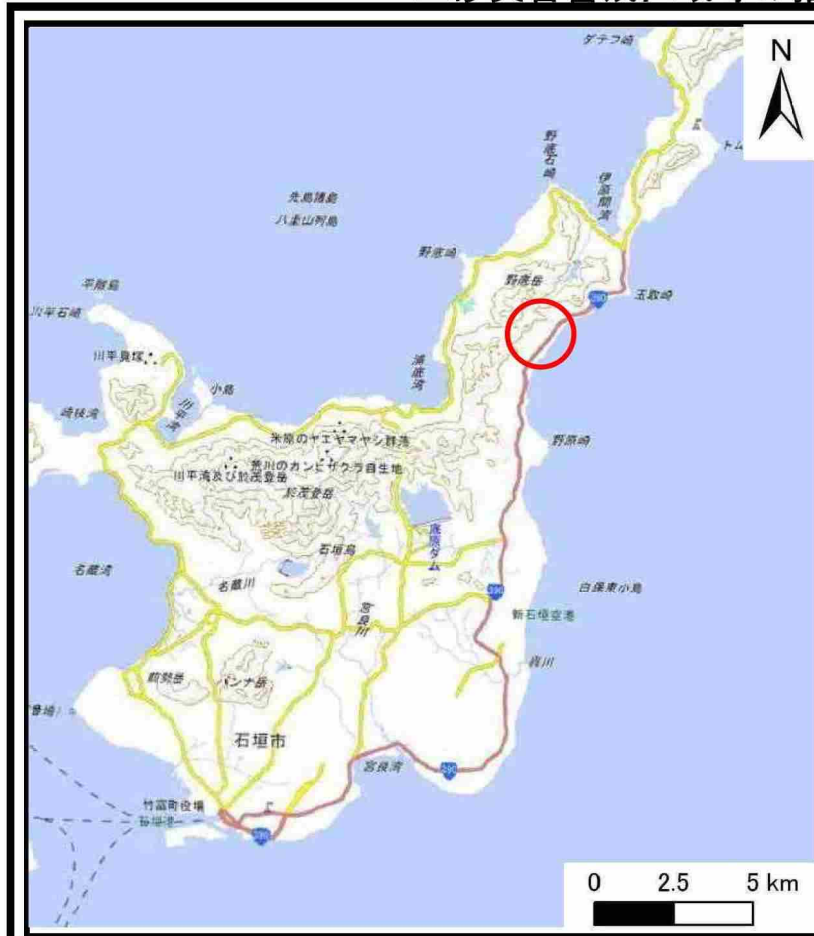 ダテフ崎
N
野底石崎
伊原間湾
先島諸島
八重山列島
野底崎
野底岳
390
玉取崎
平離島
川平石崎
川平貝塚
小島
浦底湾
崎枝湾
川平湾
米原のヤエヤマヤシ群落
荒川のカンヒザクラ自生地
川平湾及び於茂登岳
於茂登岳
野原崎
石垣島
底原ダム
名蔵湾
名蔵川
宮良川
390
白保東小島
新石垣空港
轟川
前勢岳
バンナ岳
石垣市
宮良湾
390
竹富町役場
石垣港
390
0 2.5 5 km